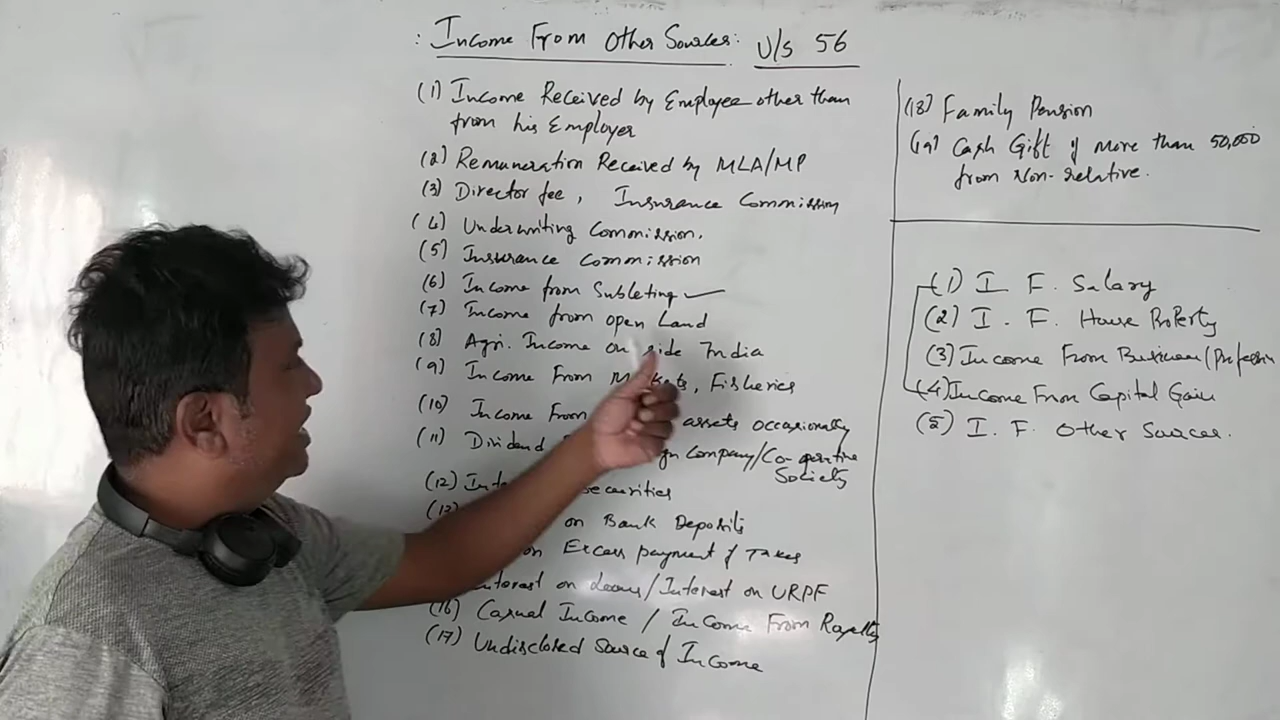 : Income From Other Sources: U/S 56
(1) Income Received by Employee other than
from his Employer
(2) Remuneration Received by MLA/MP
(3) Director fee, Insurance Commission
(4) Underwriting Commission.
(5) Insurance Commission
(6) Income from Subleting
(7) Income from open Land
(8) Agri. Income side India
(9) Income From Fisheries
(10) Income From assets occasionally
(11) Dividend Company/Co-operative
Society
(12) Securities
on Bank Deposits
on Excess payment of Taxes
Interest on Loans/Interest on URPF
(16) Casual Income / Income From Royalty
(17) Undisclosed Source of Income
(18) Family Pension
(19) Cash Gift of more than 50,000
from Non-relative.
(1) I F. Salary
(2) I. F. House Property
(3) Income From Business/Profession
(4) Income From Capital Gain
(5) I. F. Other Sources.